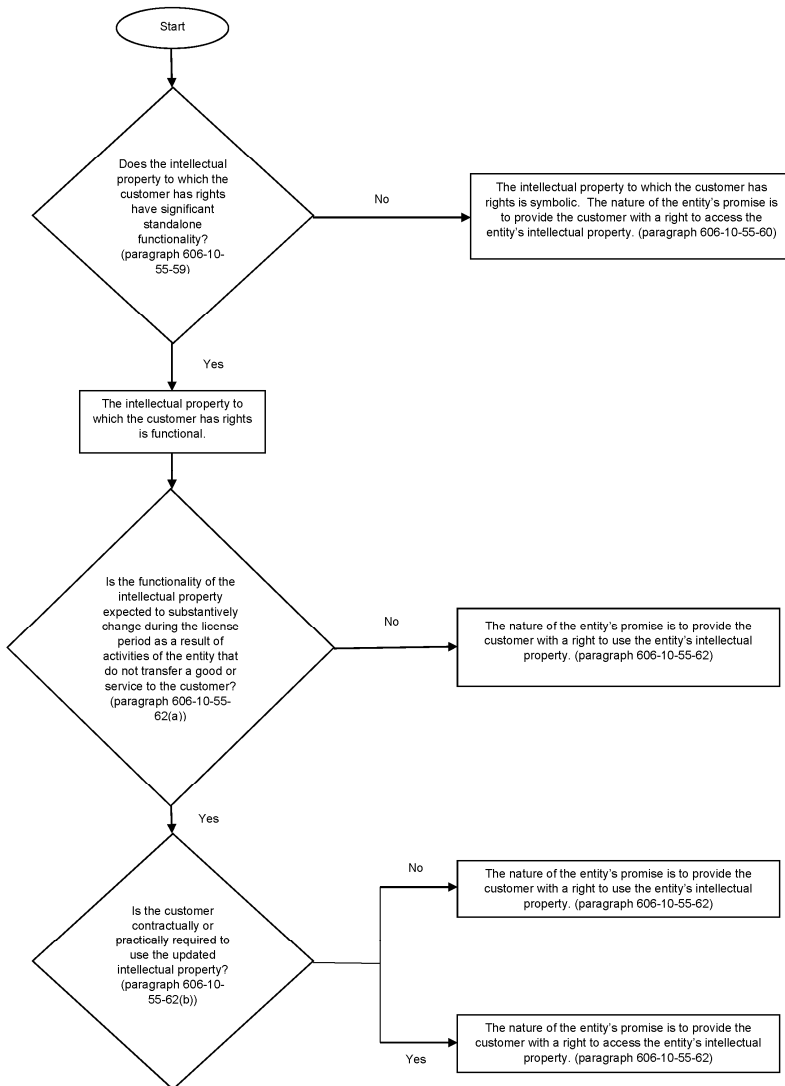 Start
Does the intellectual
property to which the
customer has rights
have significant
standalone
functionality?
(paragraph 606-10-
55-59)
No
The intellectual property to which the customer has
rights is symbolic. The nature of the entity's promise is
to provide the customer with a right to access the
entity's intellectual property. (paragraph 606-10-55-60)
Yes
The intellectual property to
which the customer has rights
is functional.
Is the functionality of the
intellectual property
expected to substantively
change during the license
period as a result of
activities of the entity that
do not transfer a good or
service to the customer?
(paragraph 606-10-55-
62(a))
No
The nature of the entity's promise is to provide the
customer with a right to use the entity's intellectual
property. (paragraph 606-10-55-62)
Yes
Is the customer
contractually or
practically required to
use the updated
intellectual property?
(paragraph 606-10-
55-62(b))
No
The nature of the entity's promise is to provide the
customer with a right to use the entity's intellectual
property. (paragraph 606-10-55-62)
Yes
The nature of the entity's promise is to provide the
customer with a right to access the entity's intellectual
property. (paragraph 606-10-55-62)